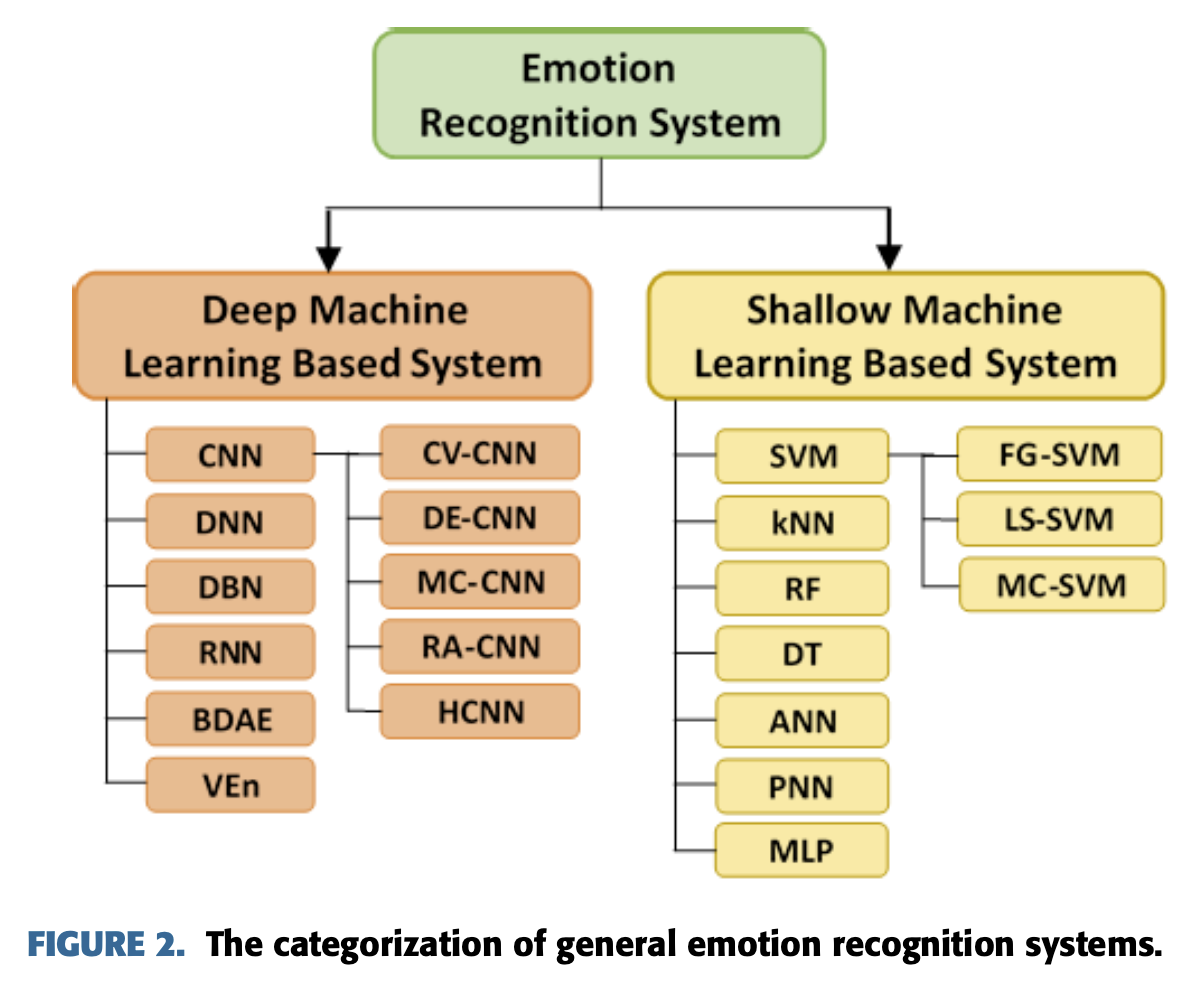 Emotion
Recognition System
Deep Machine
Learning Based System
CNN
DNN
DBN
RNN
BDAE
VEn
CV-CNN
DE-CNN
MC-CNN
RA-CNN
HCNN
Shallow Machine
Learning Based System
SVM
kNN
RF
DT
ANN
PNN
MLP
FG-SVM
LS-SVM
MC-SVM
FIGURE 2. The categorization of general emotion recognition systems.